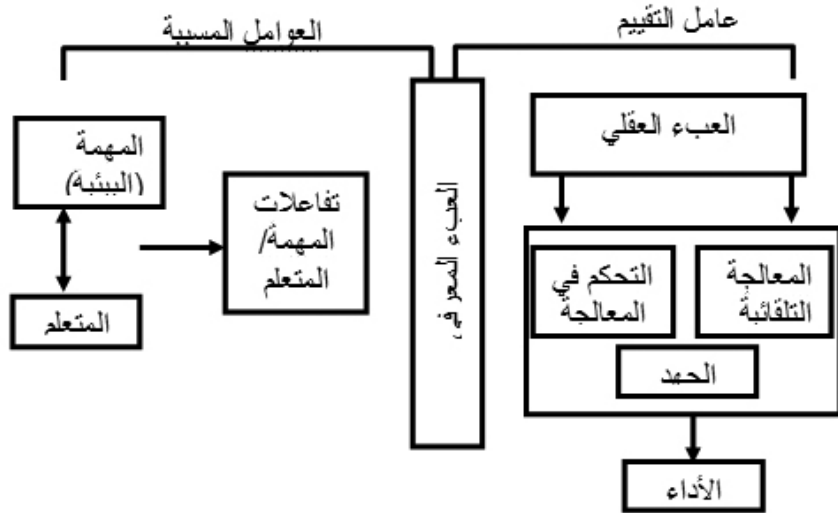 عامل التقييم
العوامل المسببة
العبء العقلي
المهمة
(البيئية)
تفاعلات
المهمة/
المتعلم
المتعلم
العبء المعرفي
المعالجة
التلقائية
التحكم في
المعالجة
الجهد
الأداء